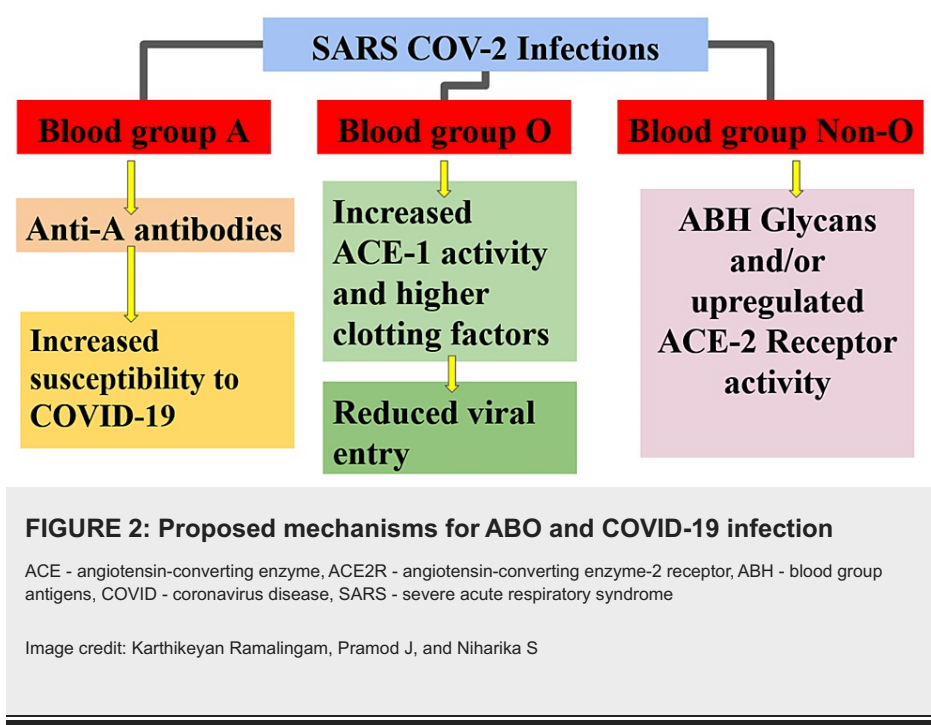 SARS COV-2 Infections
Blood group A
Anti-A antibodies
Increased
susceptibility to
COVID-19
Blood group O
Increased
ACE-1 activity
and higher
clotting factors
Reduced viral
entry
Blood group Non-O
ABH Glycans
and/or
upregulated
ACE-2 Receptor
activity
FIGURE 2: Proposed mechanisms for ABO and COVID-19 infection
ACE - angiotensin-converting enzyme, ACE2R - angiotensin-converting enzyme-2 receptor, ABH - blood group
antigens, COVID - coronavirus disease, SARS - severe acute respiratory syndrome
Image credit: Karthikeyan Ramalingam, Pramod J, and Niharika S